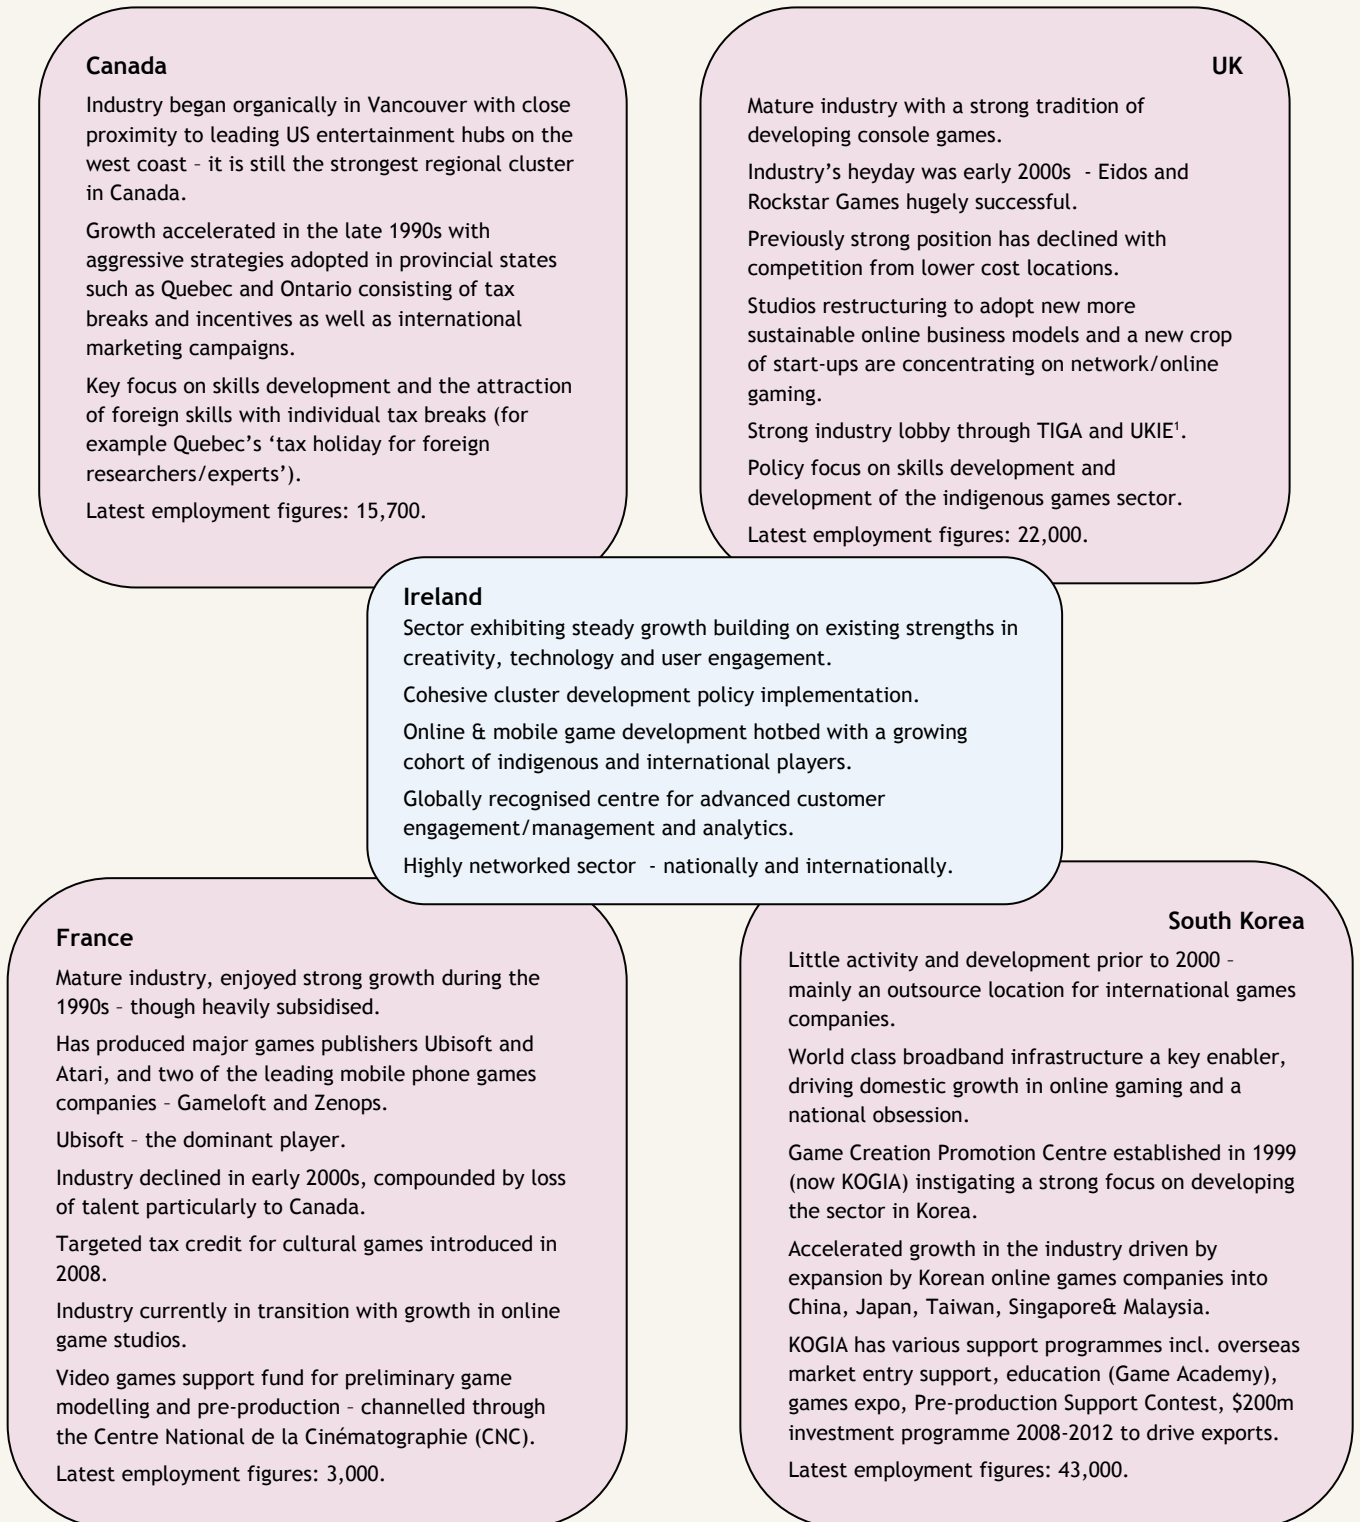 Canada
Industry began organically in Vancouver with close
proximity to leading US entertainment hubs on the
west coast – it is still the strongest regional cluster
in Canada.
Growth accelerated in the late 1990s with
aggressive strategies adopted in provincial states
such as Quebec and Ontario consisting of tax
breaks and incentives as well as international
marketing campaigns.
Key focus on skills development and the attraction
of foreign skills with individual tax breaks (for
example Quebec’s ‘tax holiday for foreign
researchers/experts’).
Latest employment figures: 15,700.
UK
Mature industry with a strong tradition of
developing console games.
Industry’s heyday was early 2000s  - Eidos and
Rockstar Games hugely successful.
Previously strong position has declined with
competition from lower cost locations.
Studios restructuring to adopt new more
sustainable online business models and a new crop
of start-ups are concentrating on network/online
gaming.
Strong industry lobby through TIGA and UKIE¹.
Policy focus on skills development and
development of the indigenous games sector.
Latest employment figures: 22,000.
Ireland
Sector exhibiting steady growth building on existing strengths in
creativity, technology and user engagement.
Cohesive cluster development policy implementation.
Online & mobile game development hotbed with a growing
cohort of indigenous and international players.
Globally recognised centre for advanced customer
engagement/management and analytics.
Highly networked sector  - nationally and internationally.
France
Mature industry, enjoyed strong growth during the
1990s – though heavily subsidised.
Has produced major games publishers Ubisoft and
Atari, and two of the leading mobile phone games
companies – Gameloft and Zenops.
Ubisoft – the dominant player.
Industry declined in early 2000s, compounded by loss
of talent particularly to Canada.
Targeted tax credit for cultural games introduced in
2008.
Industry currently in transition with growth in online
game studios.
Video games support fund for preliminary game
modelling and pre-production – channelled through
the Centre National de la Cinématographie (CNC).
Latest employment figures: 3,000.
South Korea
Little activity and development prior to 2000 –
mainly an outsource location for international games
companies.
World class broadband infrastructure a key enabler,
driving domestic growth in online gaming and a
national obsession.
Game Creation Promotion Centre established in 1999
(now KOGIA) instigating a strong focus on developing
the sector in Korea.
Accelerated growth in the industry driven by
expansion by Korean online games companies into
China, Japan, Taiwan, Singapore& Malaysia.
KOGIA has various support programmes incl. overseas
market entry support, education (Game Academy),
games expo, Pre-production Support Contest, $200m
investment programme 2008-2012 to drive exports.
Latest employment figures: 43,000.